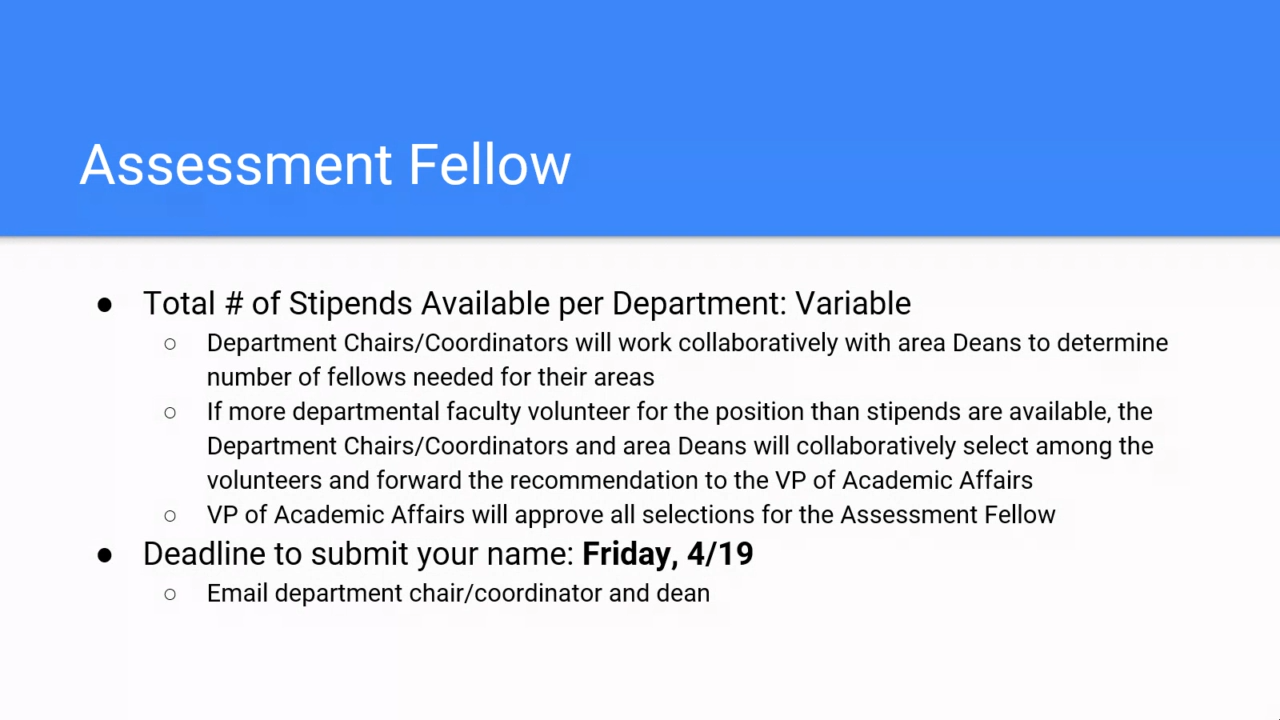 Assessment Fellow
● Total # of Stipends Available per Department: Variable
○ Department Chairs/Coordinators will work collaboratively with area Deans to determine
number of fellows needed for their areas
○ If more departmental faculty volunteer for the position than stipends are available, the
Department Chairs/Coordinators and area Deans will collaboratively select among the
volunteers and forward the recommendation to the VP of Academic Affairs
○ VP of Academic Affairs will approve all selections for the Assessment Fellow
● Deadline to submit your name: Friday, 4/19
○ Email department chair/coordinator and dean